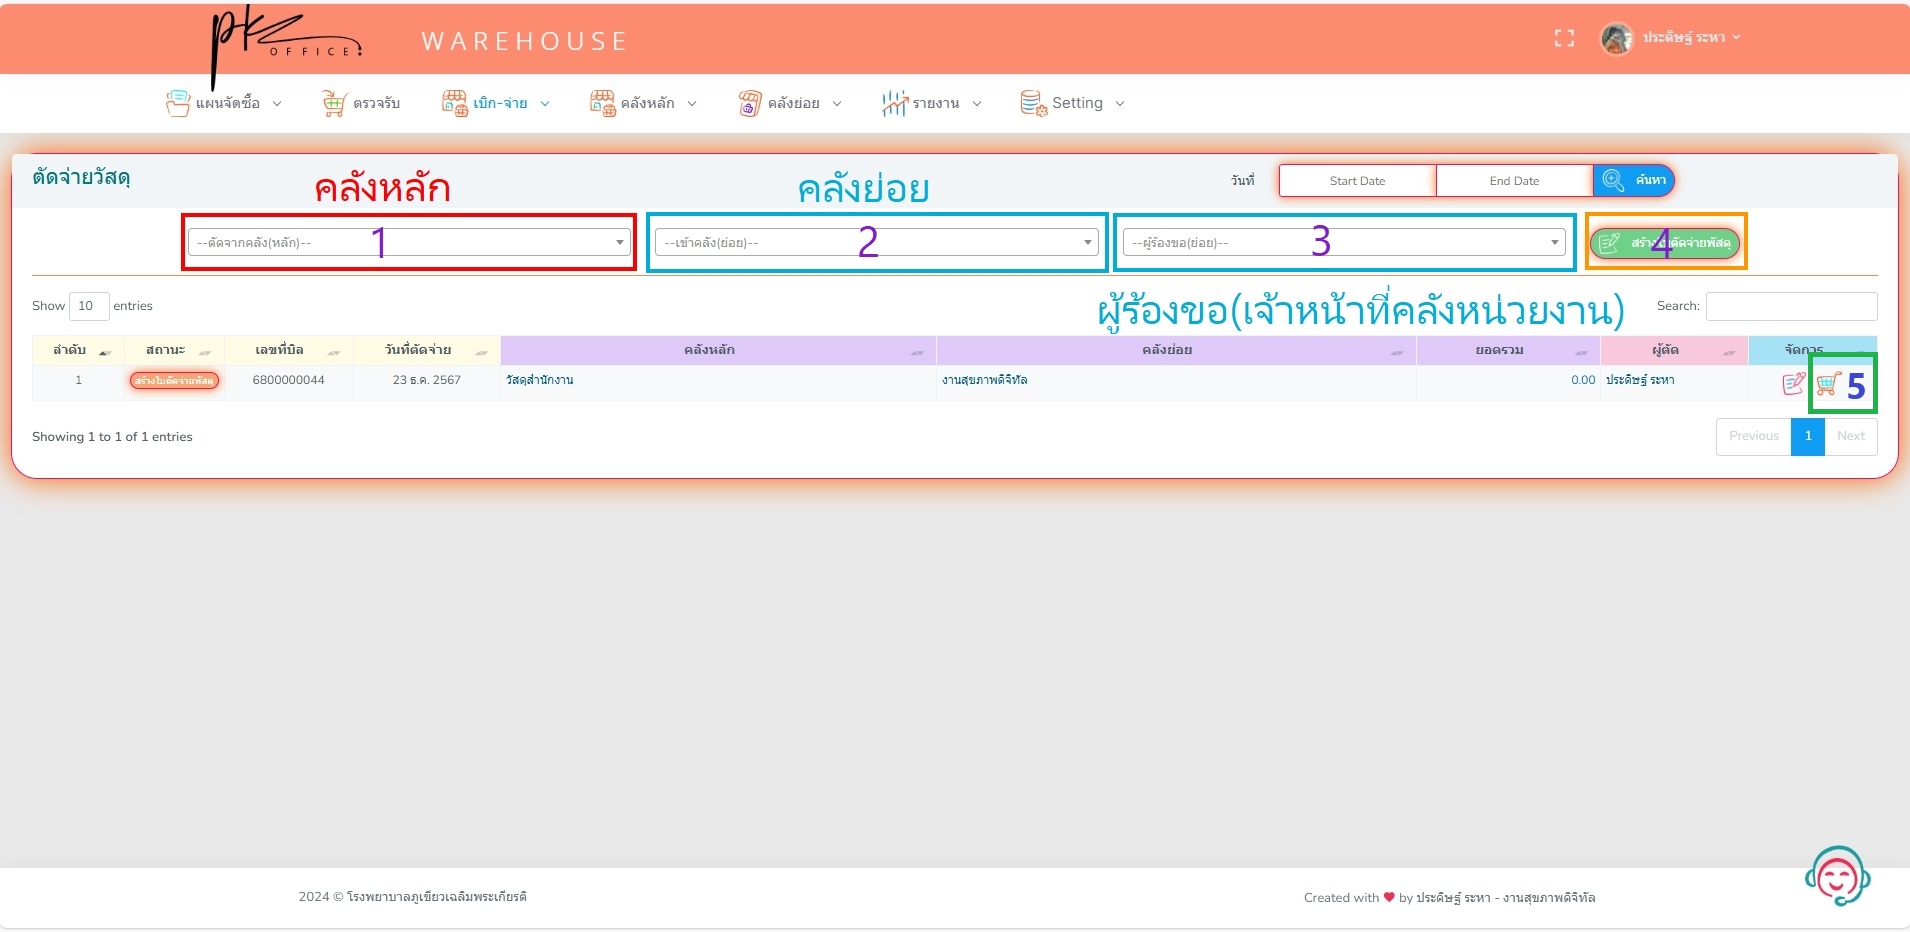 pk OFFICE
WAREHOUSE
ประดิษฐ์ ระหา
แผนจัดซื้อ ตรวจรับ เบิก-จ่าย คลังหลัก คลังย่อย รายงาน Setting
ตัดจ่ายวัสดุ
คลังหลัก
คลังย่อย
วันที่ Start Date End Date ค้นหา
--ตัดจากคลัง(หลัก)-- 1
--เข้าคลัง(ย่อย)-- 2
--ผู้ร้องขอ(ย่อย)-- 3
สร้างใบตัดจ่ายพัสดุ 4
Show 10 entries
ผู้ร้องขอ(เจ้าหน้าที่คลังหน่วยงาน)
Search:
ลำดับ สถานะ เลขที่บิล วันที่ตัดจ่าย คลังหลัก คลังย่อย ยอดรวม ผู้ตัด จัดการ
1 สร้างใบตัดจ่ายพัสดุ 6800000044 23 ธ.ค. 2567 วัสดุสำนักงาน งานสุขภาพดิจิทัล 0.00 ประดิษฐ์ ระหา 5
Showing 1 to 1 of 1 entries
Previous 1 Next
2024 © โรงพยาบาลภูเขียวเฉลิมพระเกียรติ
Created with ❤ by ประดิษฐ์ ระหา - งานสุขภาพดิจิทัล